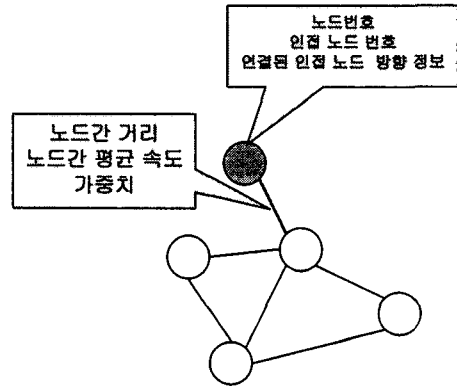 노드번호
인접 노드 번호
연결된 인접 노드 방향 정보
노드간 거리
노드간 평균 속도
가중치